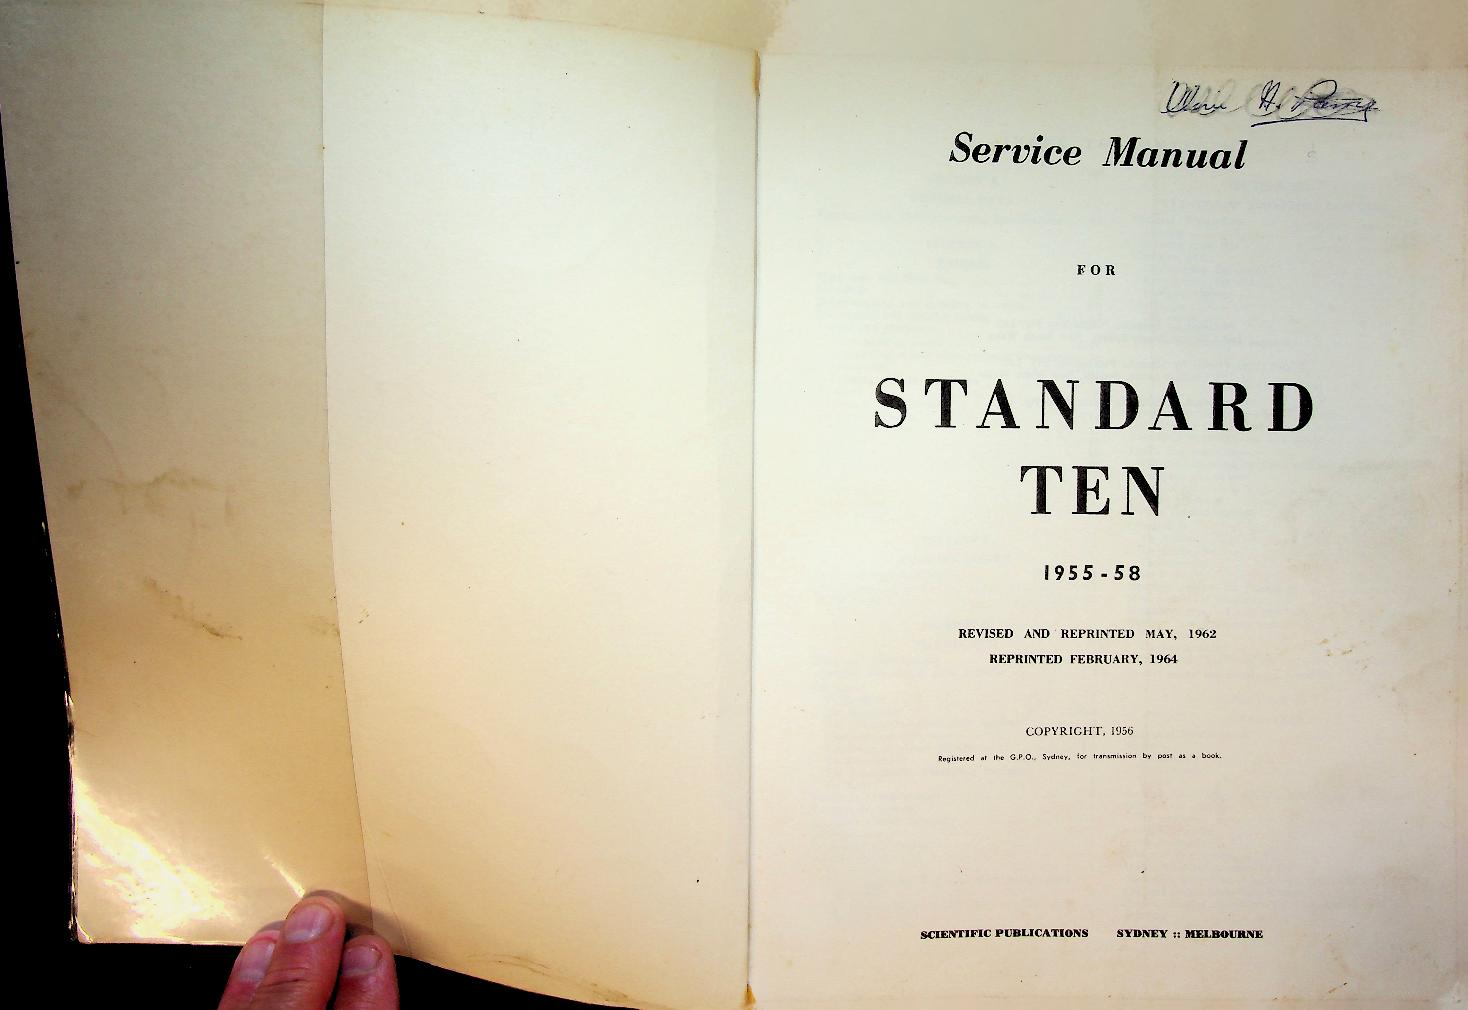 Service Manual
FOR
STANDARD
TEN
1955-58
REVISED AND REPRINTED MAY, 1962
REPRINTED FEBRUARY, 1964
COPYRIGHT, 1956
Registered at the G.P.O., Sydney, for transmission by post as a book.
SCIENTIFIC PUBLICATIONS SYDNEY :: MELBOURNE